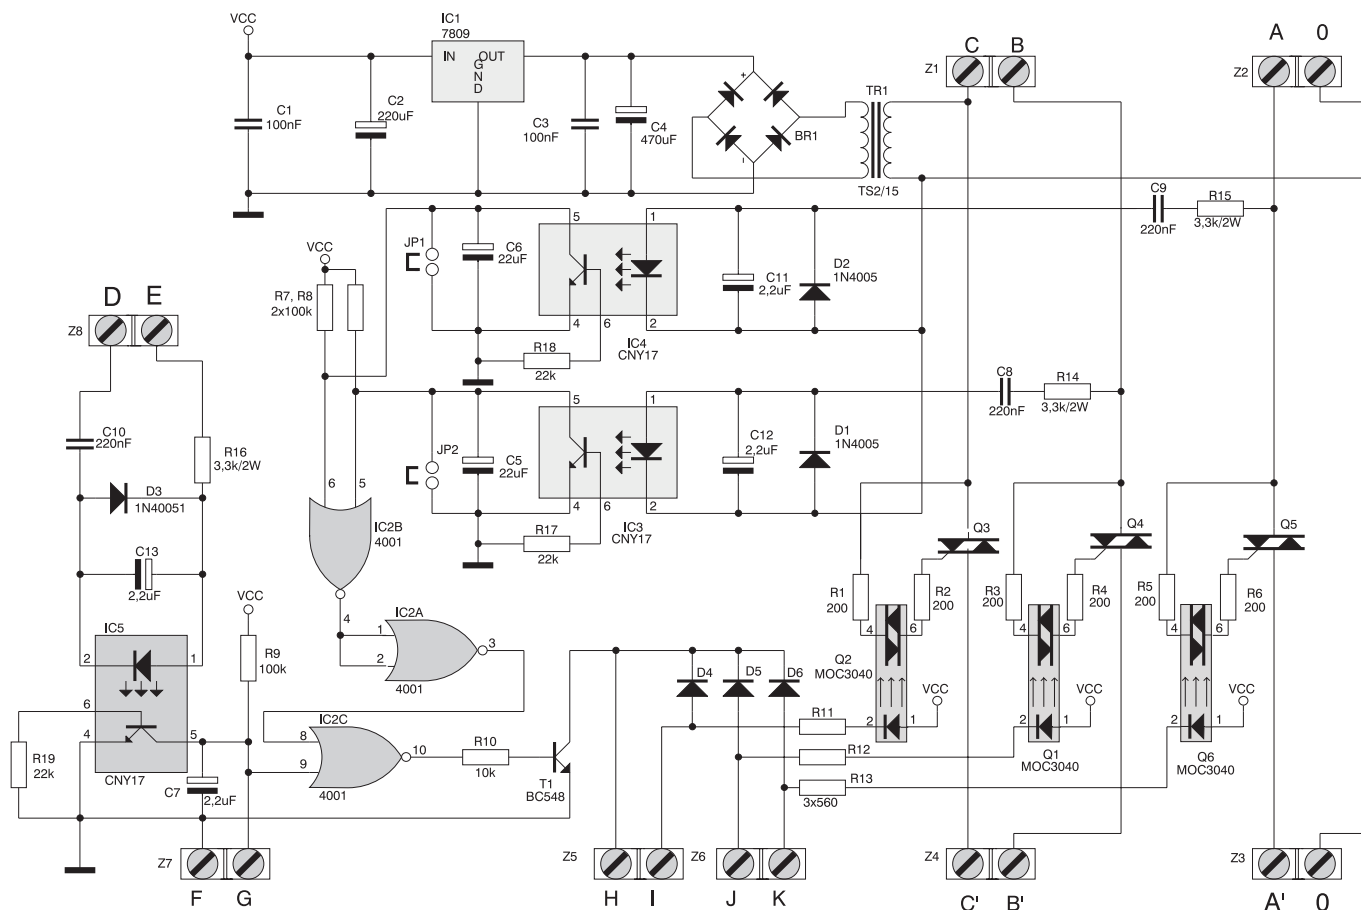 VCC
IC1
7809
IN
OUT
GND
C1
100nF
C2
220uF
C3
100nF
C4
470uF
+
-
BR1
TR1
TS2/15
Z1
C
B
Z2
A
0
C9
220nF
R15
3,3k/2W
VCC
R7, R8
2x100k
JP1
C6
22uF
5
4
6
1
2
IC4
CNY17
R18
22k
C11
2,2uF
D2
1N4005
Z8
D
E
C10
220nF
R16
3,3k/2W
D3
1N40051
C13
2,2uF
JP2
C5
22uF
5
4
6
1
2
IC3
CNY17
R17
22k
C12
2,2uF
D1
1N4005
C8
220nF
R14
3,3k/2W
6
5
IC2B
4001
4
IC2A
1
2
3
4001
VCC
R9
100k
IC5
2
1
6
4
5
CNY17
R19
22k
C7
2,2uF
IC2C
8
9
10
4001
R10
10k
T1
BC548
D4
D5
D6
R11
R12
R13
3x560
Q3
R1
200
R2
200
4
6
Q2
MOC3040
2
1
VCC
Q4
R3
200
R4
200
4
6
2
1
VCC
Q1
MOC3040
Q5
R5
200
R6
200
4
6
2
1
VCC
Q6
MOC3040
Z7
F
G
Z5
H
I
Z6
J
K
Z4
C'
B'
Z3
A'
0